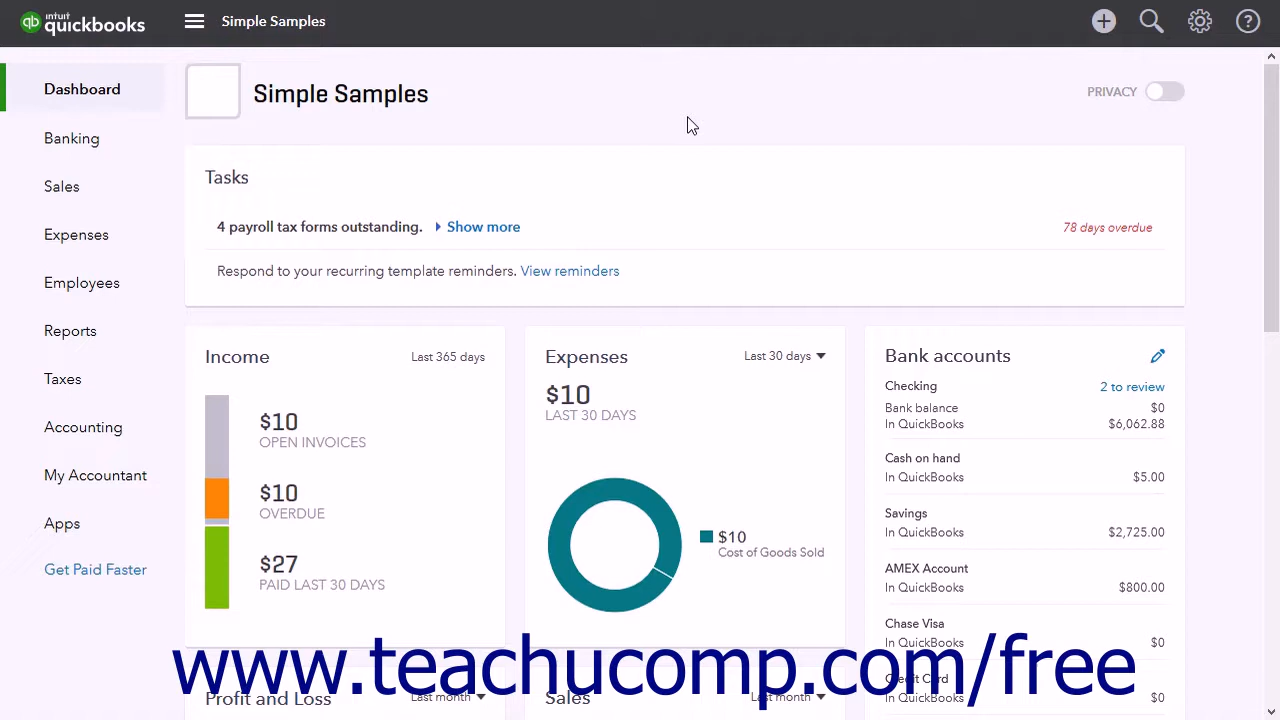 intuit
quickbooks
Simple Samples
Dashboard
Banking
Sales
Expenses
Employees
Reports
Taxes
Accounting
My Accountant
Apps
Get Paid Faster
Simple Samples
PRIVACY
Tasks
4 payroll tax forms outstanding. Show more
78 days overdue
Respond to your recurring template reminders. View reminders
Income
Last 365 days
$10
OPEN INVOICES
$10
OVERDUE
$27
PAID LAST 30 DAYS
Expenses
Last 30 days
$10
LAST 30 DAYS
$10
Cost of Goods Sold
Bank accounts
Checking
2 to review
Bank balance $0
In QuickBooks $6,062.88
Cash on hand
In QuickBooks $5.00
Savings
In QuickBooks $2,725.00
AMEX Account
In QuickBooks $800.00
Chase Visa
In QuickBooks $0
Credit Card
In QuickBooks $0
Profit and Loss
Last month
Sales
Last month
www.teachucomp.com/free